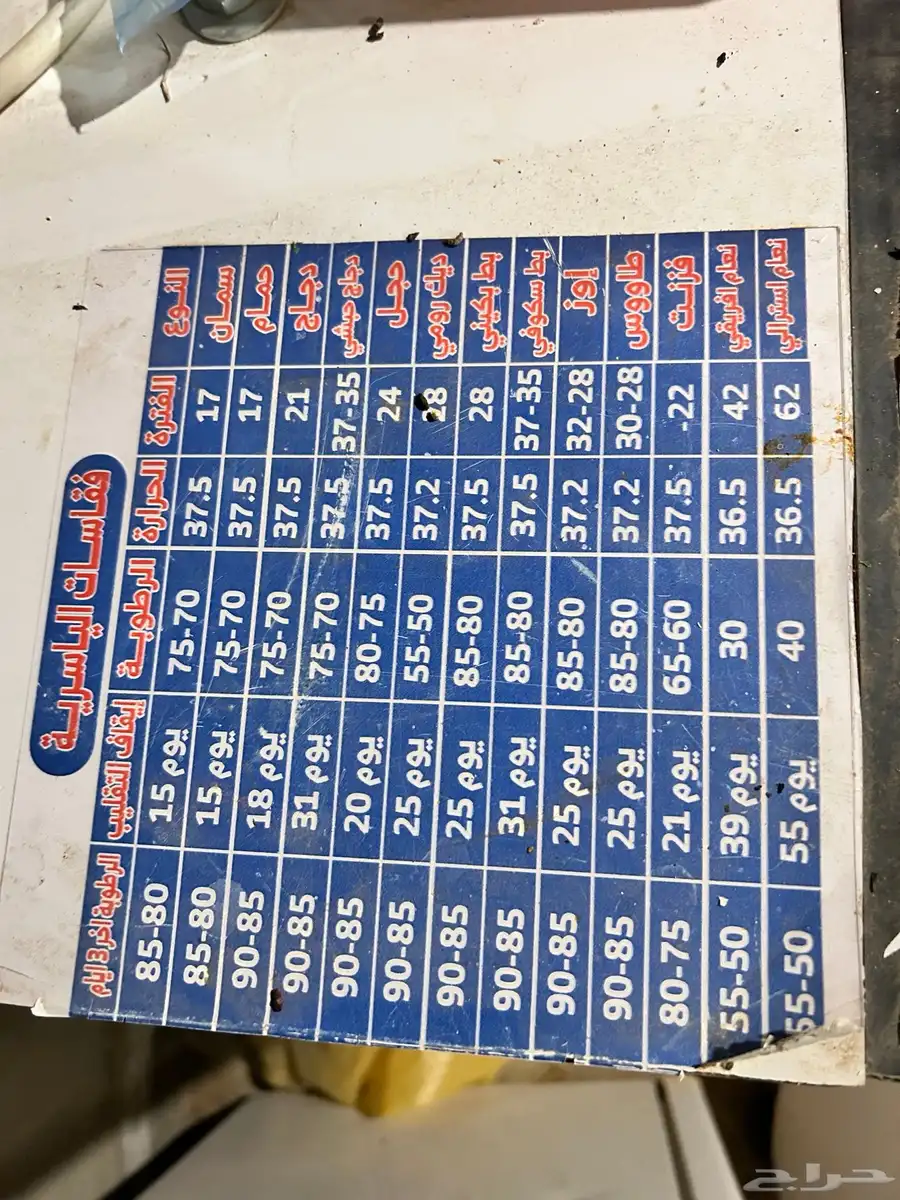 فقاسات الياسرية
النوع الفترة الحرارة الرطوبة إيقاف التقليب الرطوبة آخر 3 ايام
سمان 17 37.5 75-70 يوم 15 85-80
حمام 17 37.5 75-70 يوم 15 85-80
دجاج 21 37.5 75-70 يوم 18 90-85
دجاج حبشي 37-35 37.5 75-70 يوم 31 90-85
حجل 24 37.5 80-75 يوم 20 90-85
ديك رومي 28 37.2 55-50 يوم 25 90-85
بط بكيني 28 37.5 85-80 يوم 25 90-85
بط سكوفي 37-35 37.5 85-80 يوم 31 90-85
إوز 32-28 37.2 85-80 يوم 25 90-85
طاووس 30-28 37.2 85-80 يوم 25 90-85
فزنت 22- 37.5 65-60 يوم 21 80-75
نعام افريقي 42 36.5 30 يوم 39 55-50
نعام استرالي 62 36.5 40 يوم 55 55-50
حراج